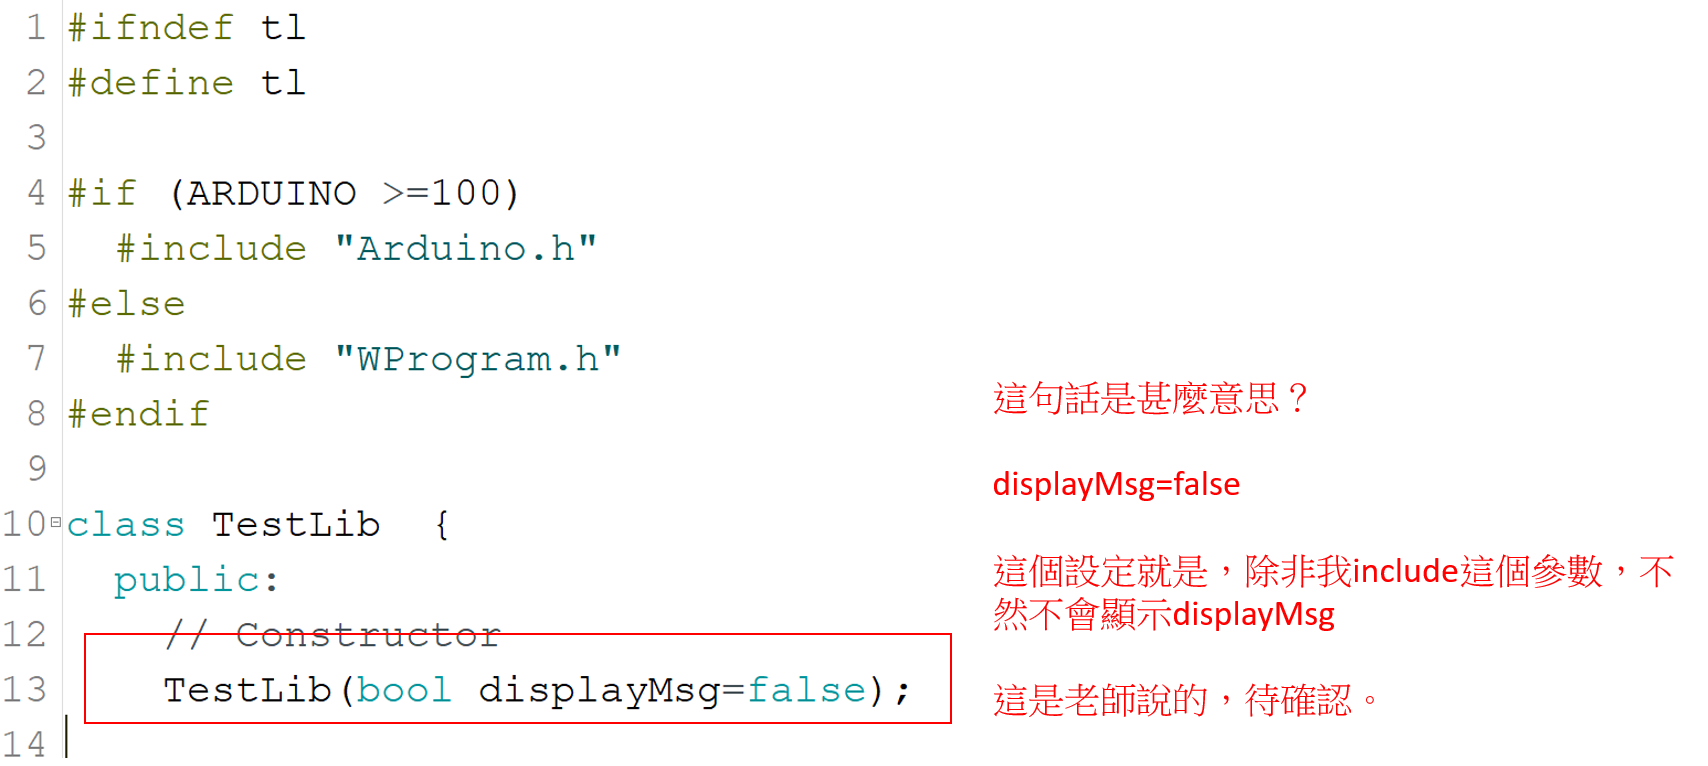 1 #ifndef tl
2 #define tl
3
4 #if (ARDUINO >=100)
5   #include "Arduino.h"
6 #else
7   #include "WProgram.h"
8 #endif
9
10 class TestLib  {
11   public:
12     // Constructor
13     TestLib(bool displayMsg=false);
14
這句話是甚麼意思？
displayMsg=false
這個設定就是，除非我include這個參數，不
然不會顯示displayMsg
這是老師說的，待確認。